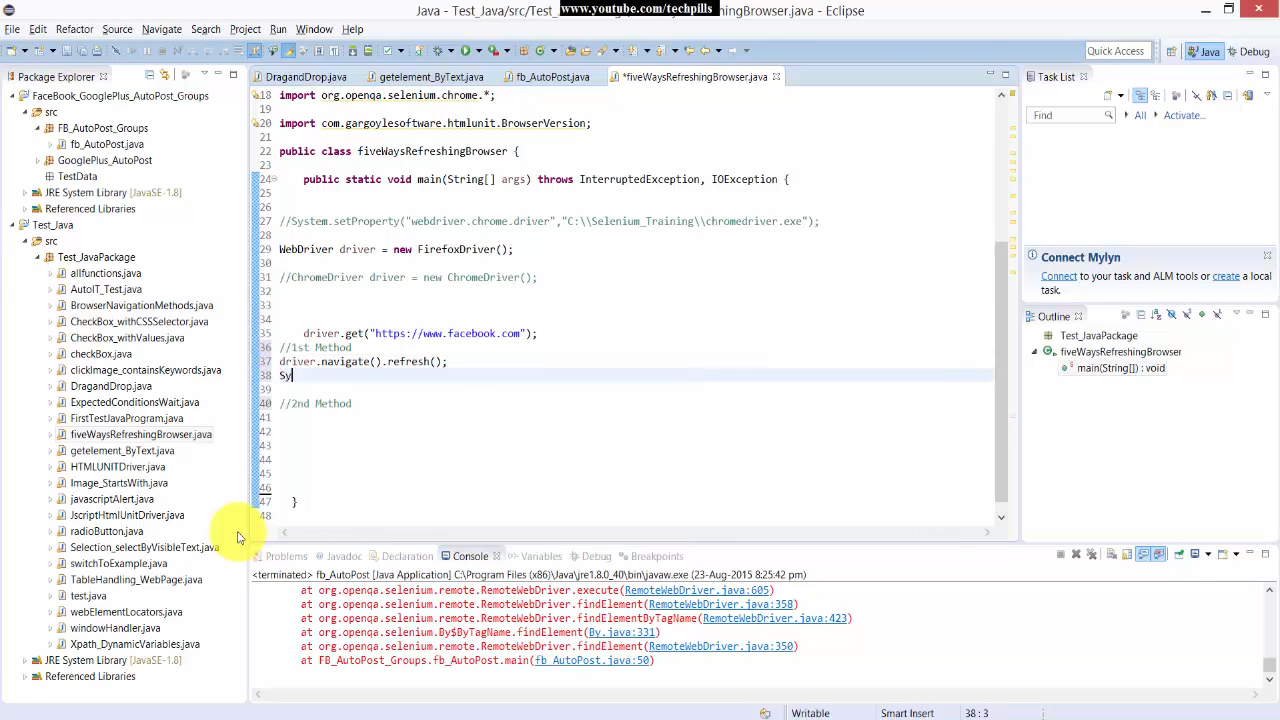 Java - Test_Java/src/Test_
www.youtube.com/techpills
RefreshingBrowser.java - Eclipse
File Edit Refactor Source Navigate Search Project Run Window Help
Quick Access
Java
Debug
Package Explorer
FaceBook_GooglePlus_AutoPost_Groups
src
FB_AutoPost_Groups
fb_AutoPost.java
GooglePlus_AutoPost
TestData
JRE System Library [JavaSE-1.8]
Referenced Libraries
Test_Java
src
Test_JavaPackage
allfunctions.java
AutoIT_Test.java
BrowserNavigationMethods.java
CheckBox_withCSSSelector.java
CheckBox_withValues.java
checkBox.java
clickImage_containsKeywords.java
DragandDrop.java
ExpectedConditionsWait.java
FirstTestJavaProgram.java
fiveWaysRefreshingBrowser.java
getelement_ByText.java
HTMLUNITDriver.java
Image_StartsWith.java
javascriptAlert.java
JscriptHtmlUnitDriver.java
radioButton.java
Selection_selectByVisibleText.java
switchToExample.java
TableHandling_WebPage.java
test.java
webElementLocators.java
windowHandler.java
Xpath_DynamicVariables.java
JRE System Library [JavaSE-1.8]
Referenced Libraries
DragandDrop.java getelement_ByText.java fb_AutoPost.java *fiveWaysRefreshingBrowser.java
18 import org.openqa.selenium.chrome.*;
19
20 import com.gargoylesoftware.htmlunit.BrowserVersion;
21
22 public class fiveWaysRefreshingBrowser {
23
24 public static void main(String[] args) throws InterruptedException, IOException {
25
26
27 //System.setProperty("webdriver.chrome.driver","C:\\Selenium_Training\\chromedriver.exe");
28
29 WebDriver driver = new FirefoxDriver();
30
31 //ChromeDriver driver = new ChromeDriver();
32
33
34
35 driver.get("https://www.facebook.com");
36 //1st Method
37 driver.navigate().refresh();
38 Sy
39
40 //2nd Method
41
42
43
44
45
46
47 }
48
Task List
Find
All
Activate...
Connect Mylyn
Connect to your task and ALM tools or create a local task.
Outline
Test_JavaPackage
fiveWaysRefreshingBrowser
main(String[]) : void
Problems Javadoc Declaration Console Variables Debug Breakpoints
<terminated> fb_AutoPost [Java Application] C:\Program Files (x86)\Java\jre1.8.0_40\bin\javaw.exe (23-Aug-2015 8:25:42 pm)
at org.openqa.selenium.remote.RemoteWebDriver.execute(RemoteWebDriver.java:605)
at org.openqa.selenium.remote.RemoteWebDriver.findElement(RemoteWebDriver.java:358)
at org.openqa.selenium.remote.RemoteWebDriver.findElementByTagName(RemoteWebDriver.java:423)
at org.openqa.selenium.By$ByTagName.findElement(By.java:331)
at org.openqa.selenium.remote.RemoteWebDriver.findElement(RemoteWebDriver.java:350)
at FB_AutoPost_Groups.fb_AutoPost.main(fb_AutoPost.java:50)
Writable
Smart Insert
38 : 3